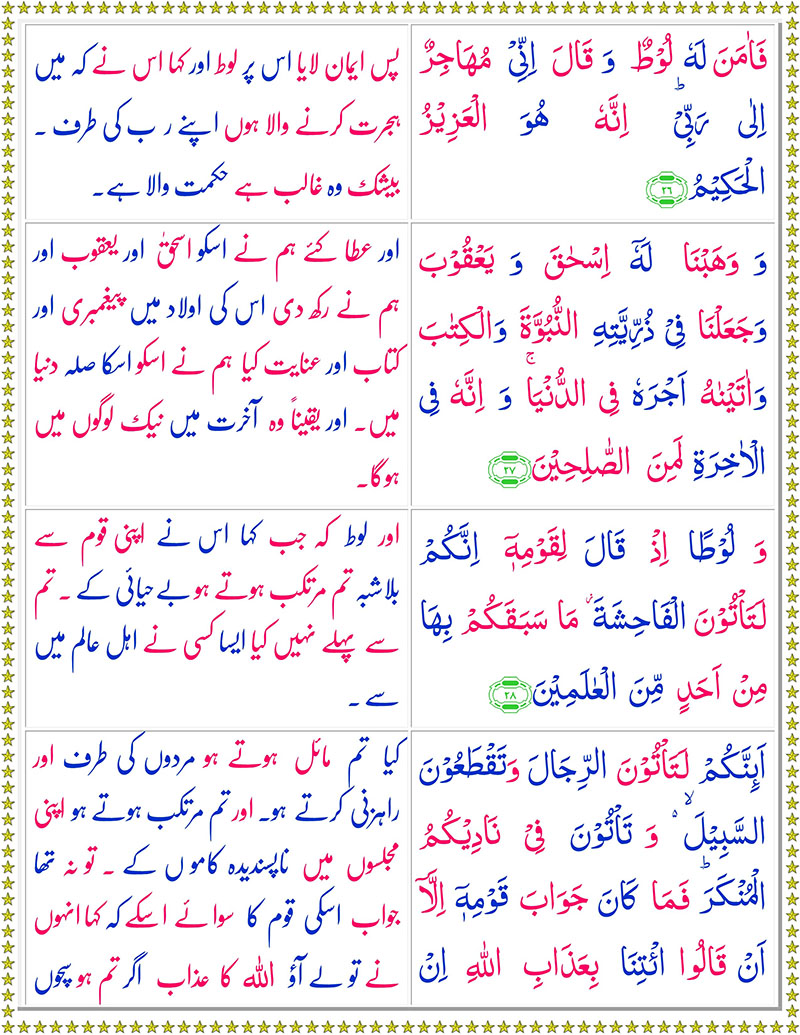 فَاٰمَنَ لَهٗ لُوْطٌ وَ قَالَ اِنِّیْ مُهَاجِرٌ
اِلٰی رَبِّیْ ؕ اِنَّهٗ هُوَ الْعَزِیْزُ
الْحَكِیْمُ ﴿۲۶﴾
پس ایمان لایا اس پر لوط اور کہا اس نے کہ میں
ہجرت کرنے والا ہوں اپنے ر ب کی طرف ۔
بیشک وہ غالب ہے حکمت والا ہے۔
وَ وَهَبْنَا لَهٗۤ اِسْحٰقَ وَ یَعْقُوْبَ
وَجَعَلْنَا فِیْ ذُرِّیَّتِهِ النُّبُوَّةَ وَالْكِتٰبَ
وَاٰتَیْنٰهُ اَجْرَهٗ فِی الدُّنْیَا ۚ وَ اِنَّهٗ فِی
الْاٰخِرَةِ لَمِنَ الصّٰلِحِیْنَ ﴿۲۷﴾
اور عطا کئے ہم نے اسکو اسحٰق اور یعقوب اور
ہم نے رکھ دی اس کی اولاد میں پیغمبری اور
کتاب اور عنایت کیا ہم نے اسکو اسکا صلہ دنیا
میں۔ اور یقیناً وہ آخرت میں نیک لوگوں میں
ہوگا۔
وَ لُوْطًا اِذْ قَالَ لِقَوْمِهٖۤ اِنَّكُمْ
لَتَاْتُوْنَ الْفَاحِشَةَ ؗ مَا سَبَقَكُمْ بِهَا
مِنْ اَحَدٍ مِّنَ الْعٰلَمِیْنَ ﴿۲۸﴾
اور لوط کہ جب کہا اس نے اپنی قوم سے
بلاشبہ تم مرتکب ہوتے ہو بے حیائی کے ۔ تم
سے پہلے نہیں کیا ایسا کسی نے اہل عالم میں
سے ۔
اَىِٕنَّكُمْ لَتَاْتُوْنَ الرِّجَالَ وَتَقْطَعُوْنَ
السَّبِیْلَ ۙ۬ وَ تَاْتُوْنَ فِیْ نَادِیْكُمُ
الْمُنْكَرَ ؕ فَمَا كَانَ جَوَابَ قَوْمِهٖۤ اِلَّاۤ
اَنْ قَالُوا ائْتِنَا بِعَذَابِ اللّٰهِ اِنْ
کیا تم مائل ہوتے ہو مردوں کی طرف اور
راہزنی کرتے ہو۔ اور تم مرتکب ہوتے ہو اپنی
مجلسوں میں ناپسندیدہ کامو ں کے ۔ تو نہ تھا
جواب اسکی قوم کا سوائے اسکے کہ کہا انہوں
نے تو لے آؤ اللہ کا عذاب اگر تم ہو سچوں